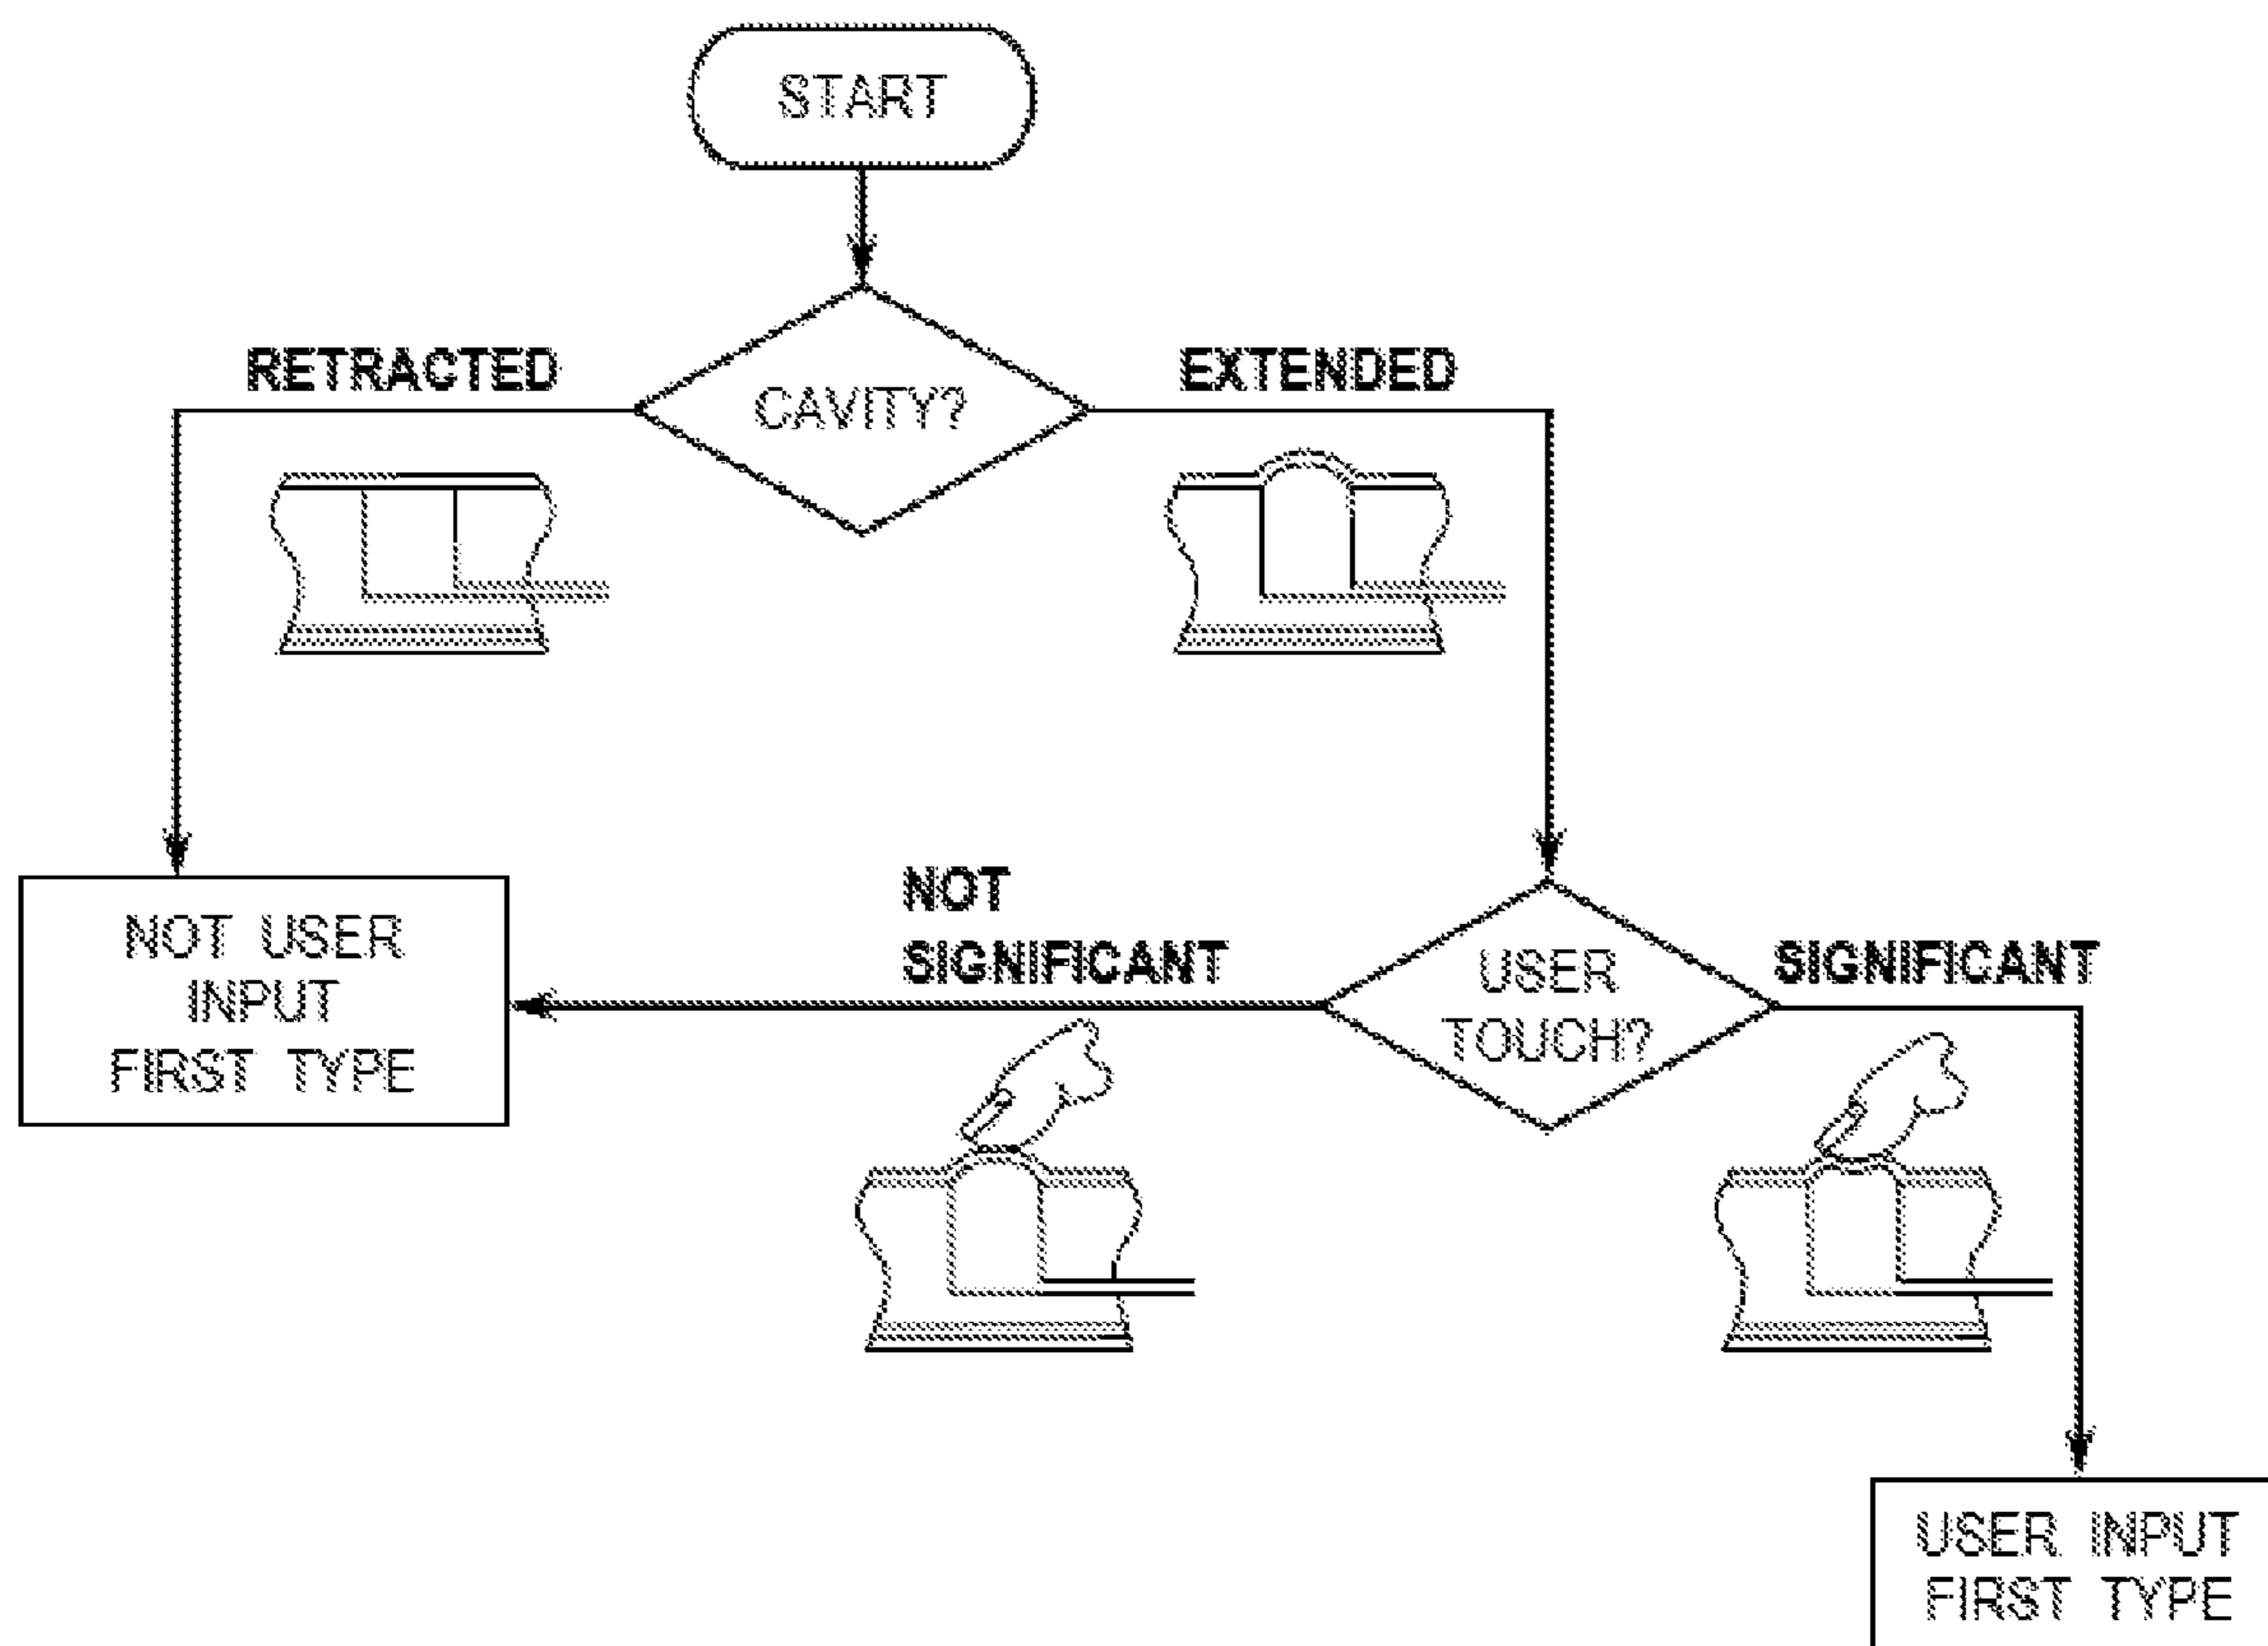 START
RETRACTED
CAVITY?
EXTENDED
NOT USER
INPUT
FIRST TYPE
NOT
SIGNIFICANT
USER
TOUCH?
SIGNIFICANT
USER INPUT
FIRST TYPE